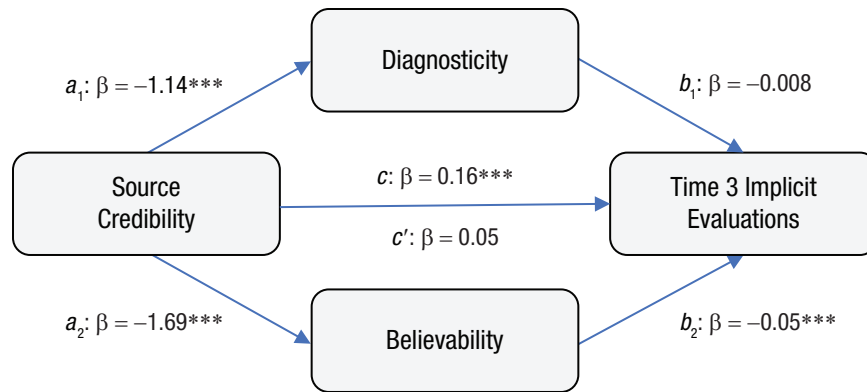 Diagnosticity
a1: β = −1.14***
b1: β = −0.008
Source
Credibility
c: β = 0.16***
c′: β = 0.05
Time 3 Implicit
Evaluations
a2: β = −1.69***
b2: β = −0.05***
Believability